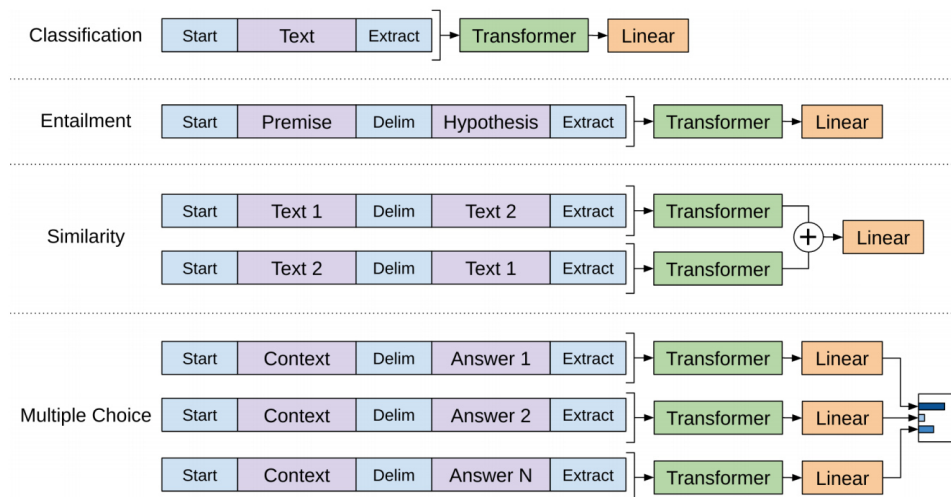 Classification Start Text Extract Transformer Linear
Entailment Start Premise Delim Hypothesis Extract Transformer Linear
Similarity
Start Text 1 Delim Text 2 Extract Transformer
+ Linear
Start Text 2 Delim Text 1 Extract Transformer
Multiple Choice
Start Context Delim Answer 1 Extract Transformer Linear
Start Context Delim Answer 2 Extract Transformer Linear
Start Context Delim Answer N Extract Transformer Linear